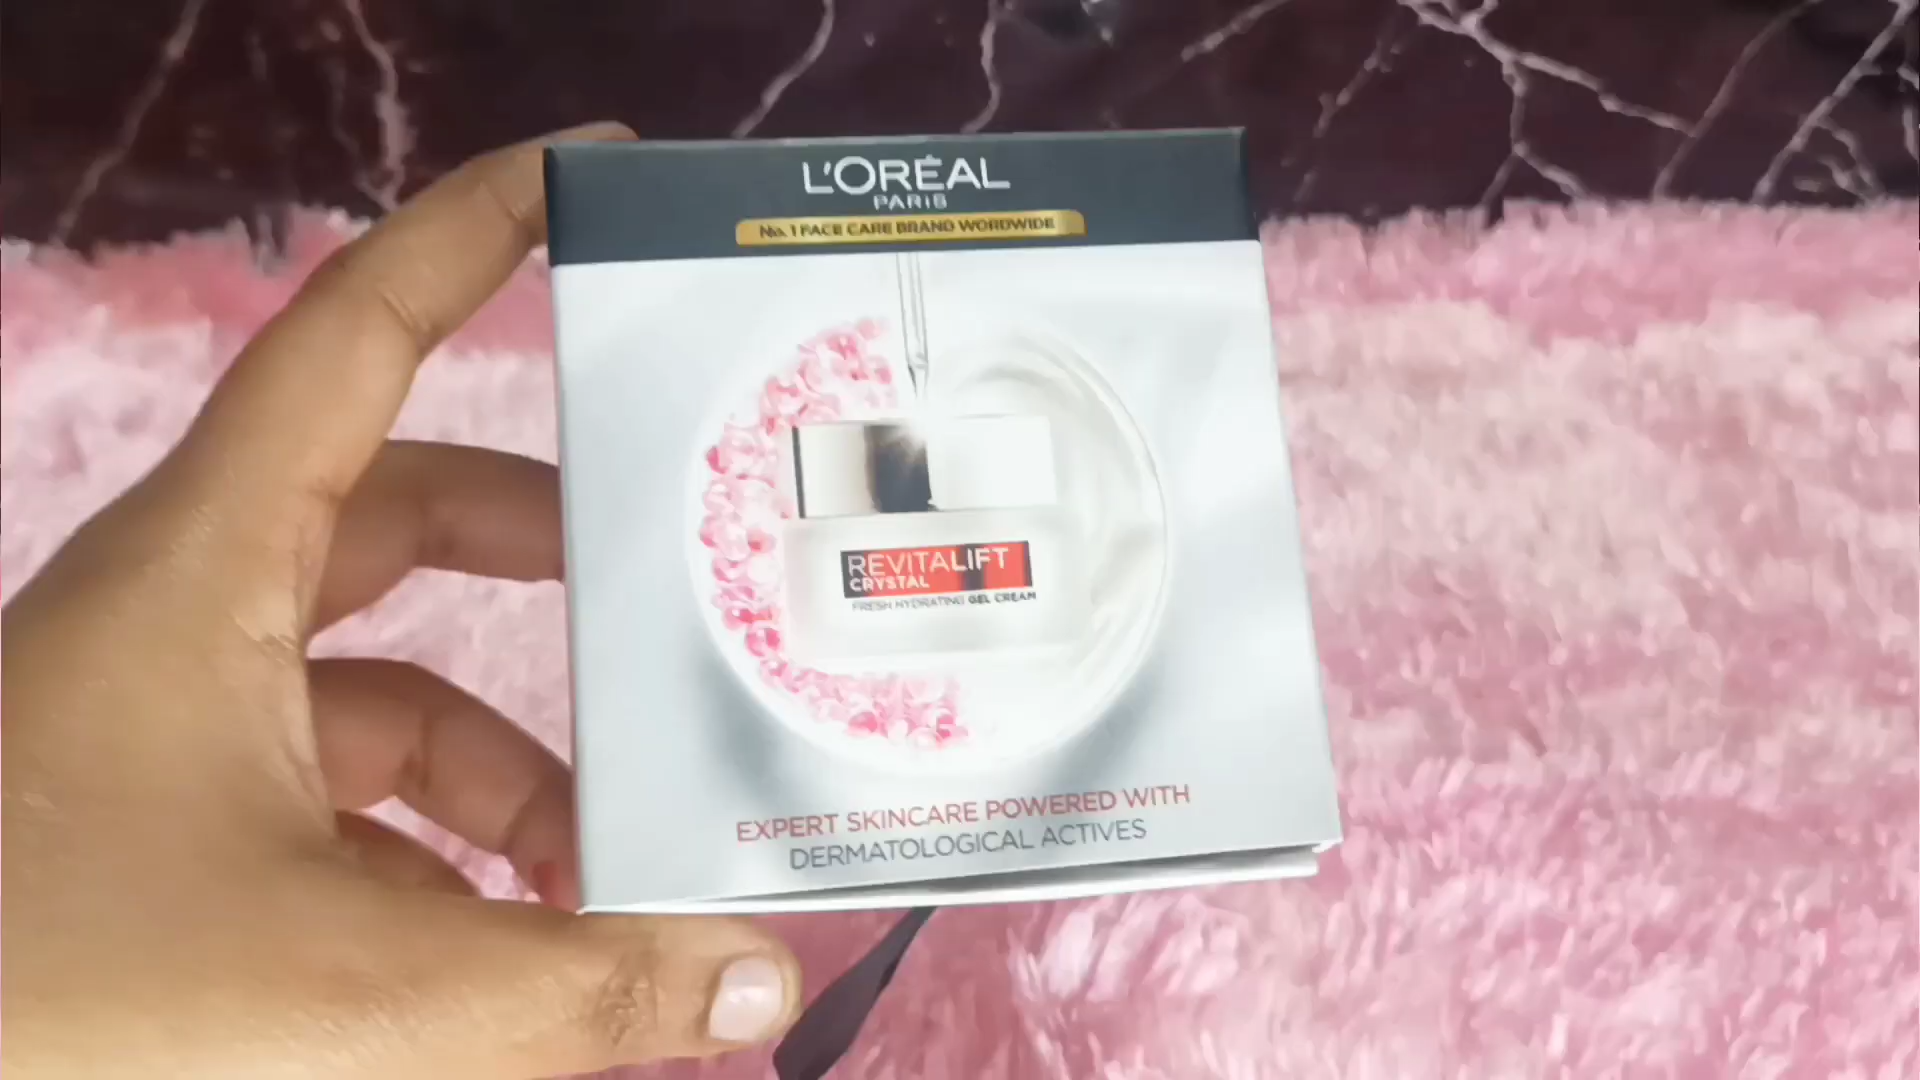 L'ORÉAL
PARIS
No. 1 FACE CARE BRAND WORDWIDE
REVITALIFT
CRYSTAL
FRESH HYDRATING GEL CREAM
EXPERT SKINCARE POWERED WITH
DERMATOLOGICAL ACTIVES